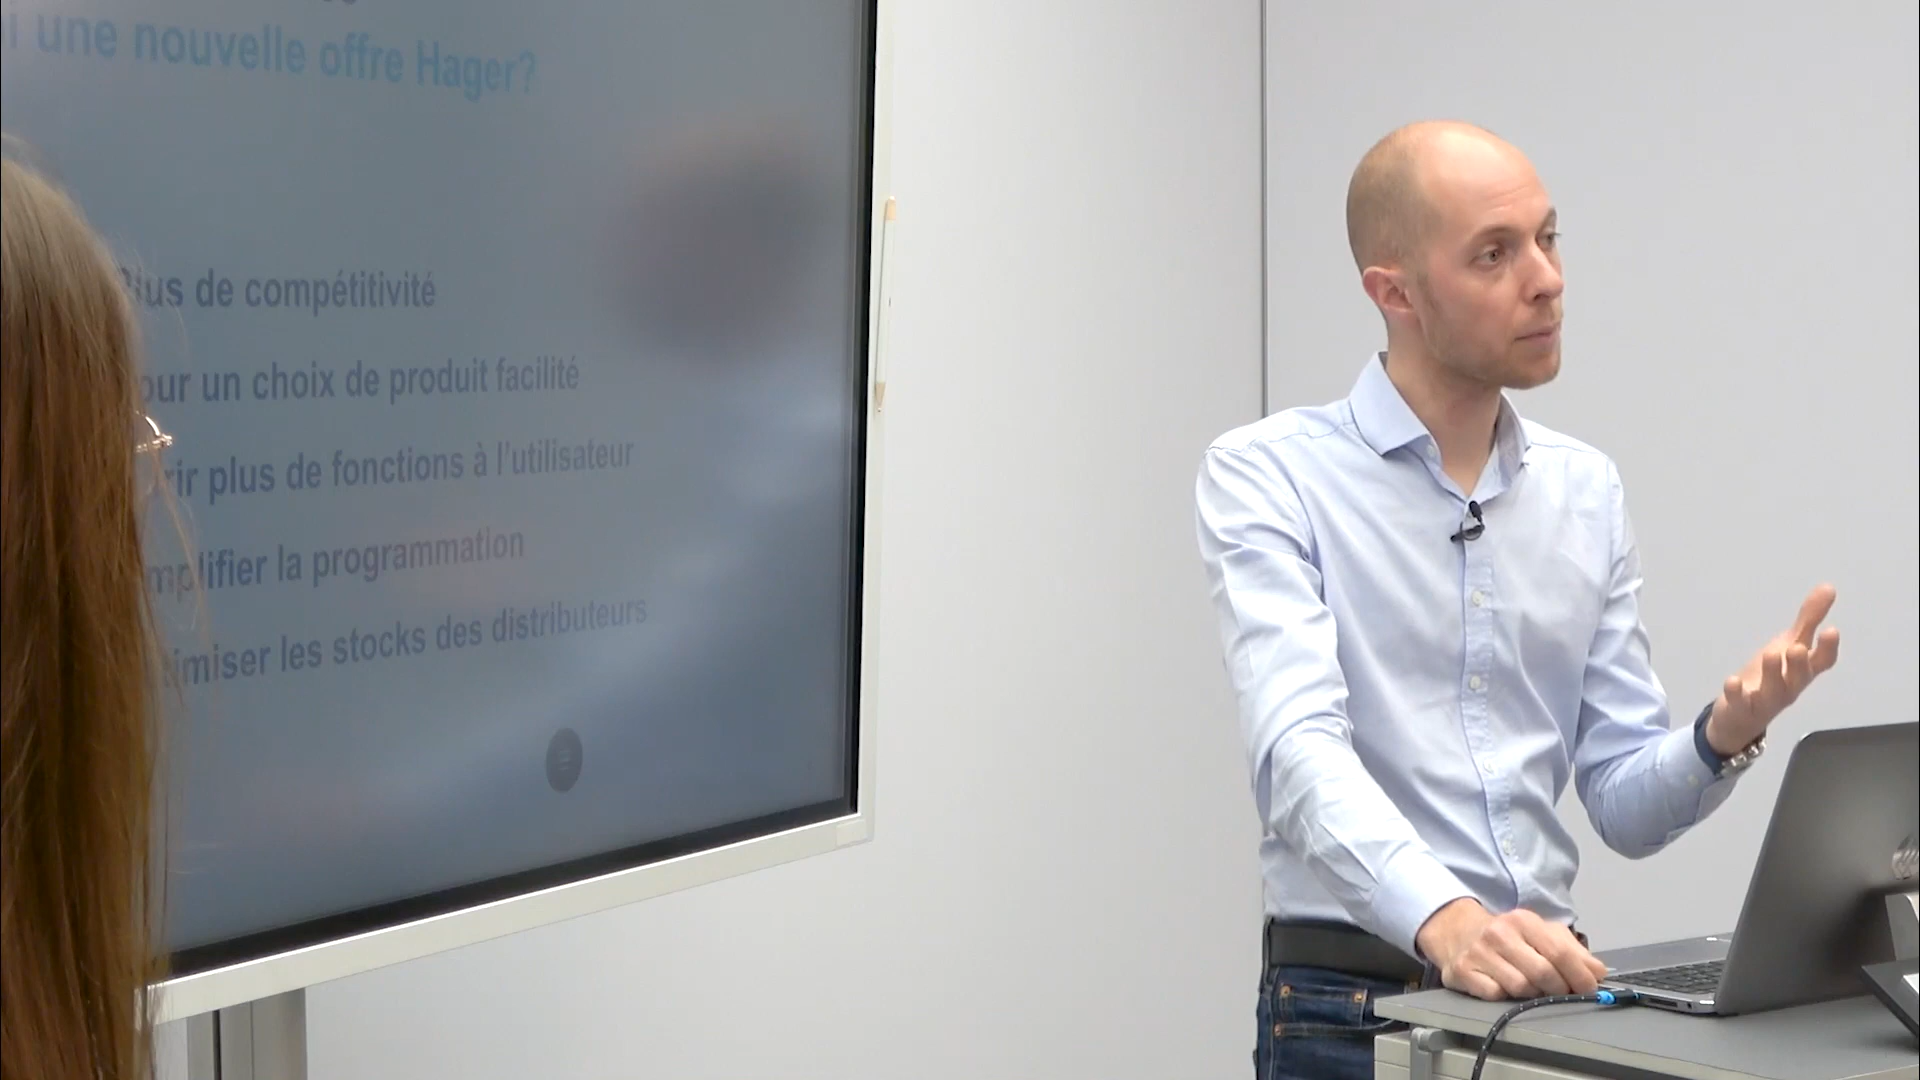 une nouvelle offre Hager?
Plus de compétitivité
our un choix de produit facilité
rir plus de fonctions à l'utilisateur
mplifier la programmation
timiser les stocks des distributeurs